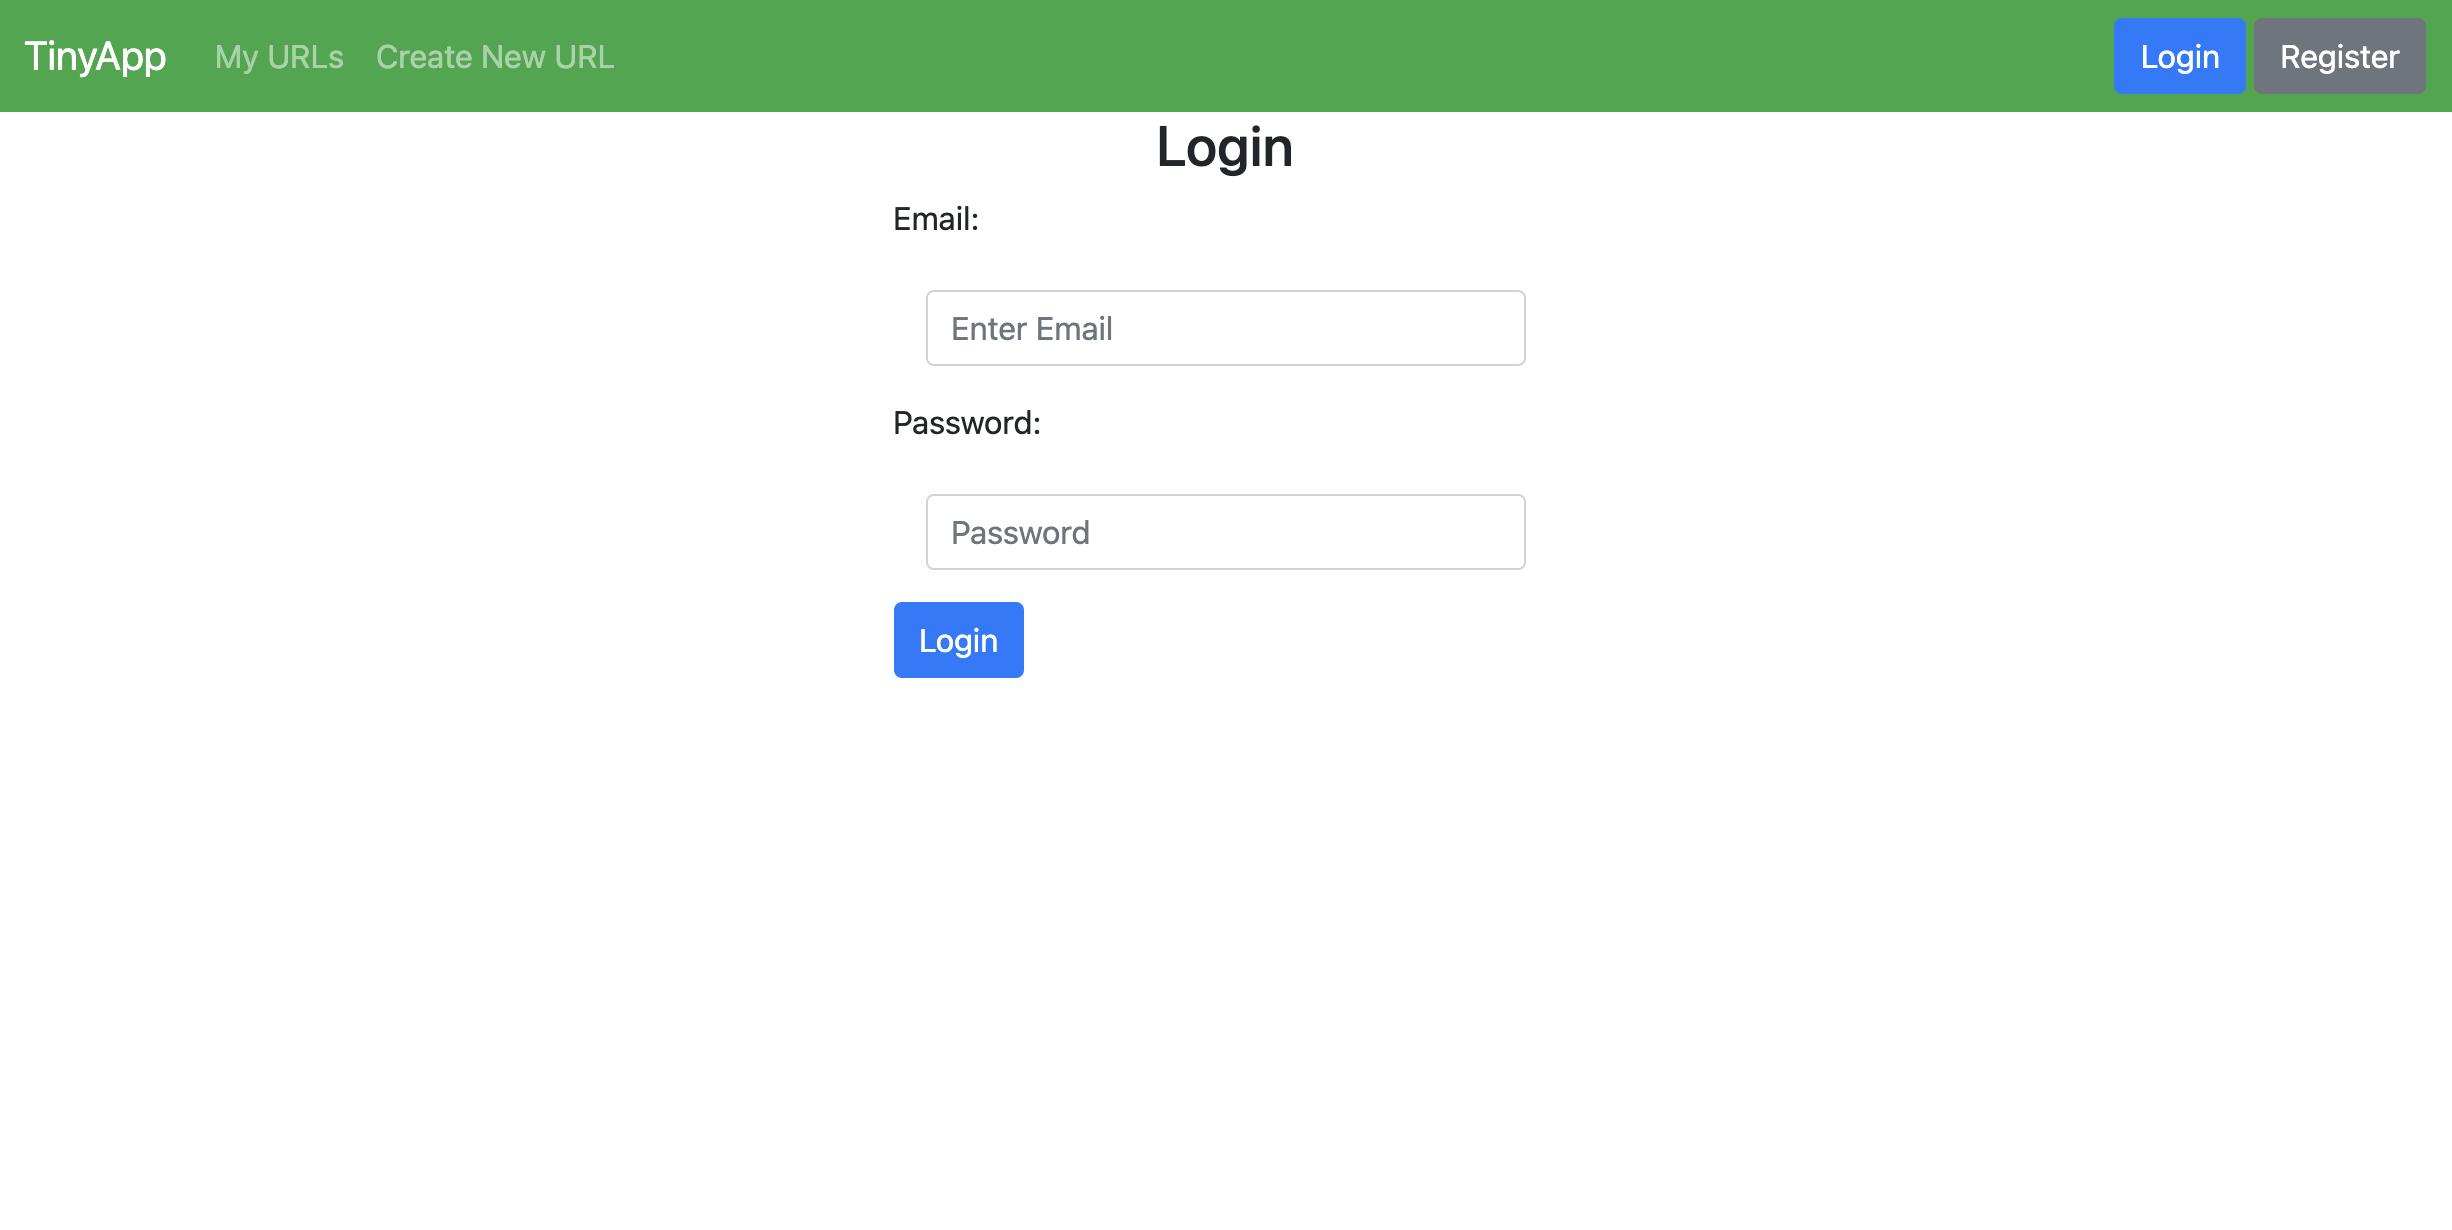 TinyApp My URLs Create New URL Login Register
Login
Email:
Enter Email
Password:
Password
Login